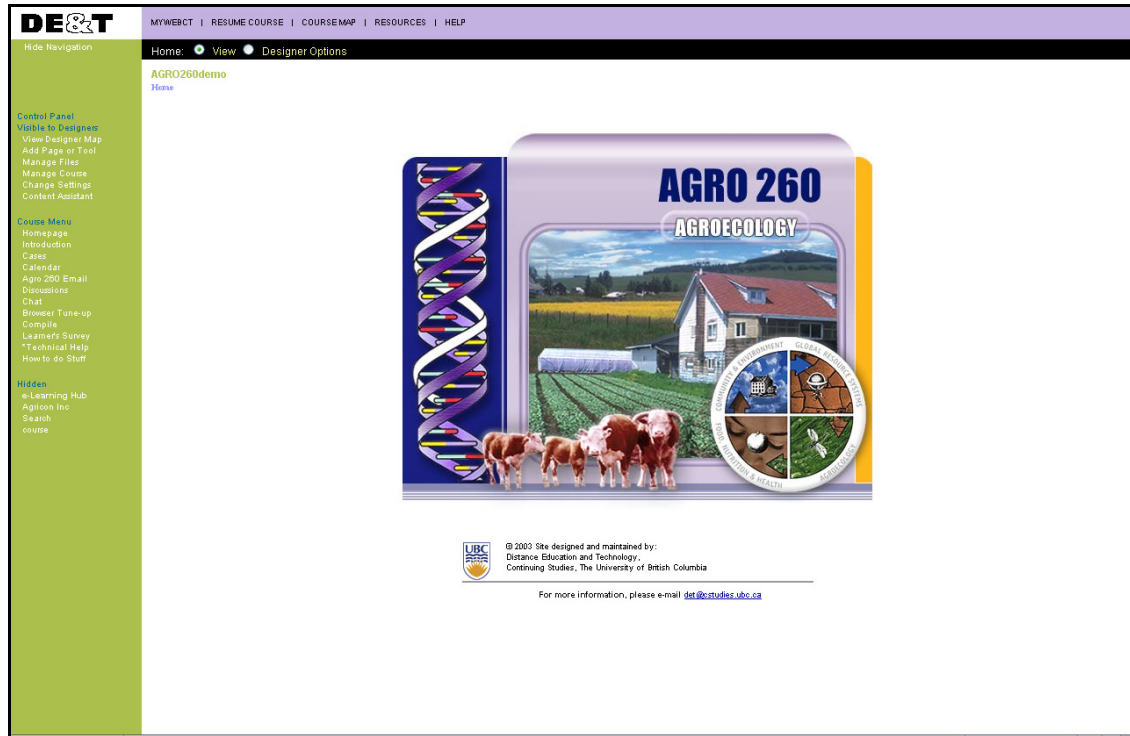 DE&T
MYWEBCT | RESUME COURSE | COURSE MAP | RESOURCES | HELP
Hide Navigation
Home: View Designer Options
AGRO260demo
Home
Control Panel
Visible to Designers
View Designer Map
Add Page or Tool
Manage Files
Manage Course
Change Settings
Content Assistant
Course Menu
Homepage
Introduction
Cases
Calendar
Agro 260 Email
Discussions
Chat
Browser Tune-up
Compile
Learner's Survey
*Technical Help
How to do Stuff
Hidden
e-Learning Hub
Agricon Inc
Search
course
AGRO 260
AGROECOLOGY
COMMUNITY & ENVIRONMENT
GLOBAL RESOURCE SYSTEMS
FOOD, NUTRITION & HEALTH
AGROECOLOGY
UBC
© 2003 Site designed and maintained by:
Distance Education and Technology,
Continuing Studies, The University of British Columbia
For more information, please e-mail det@cstudies.ubc.ca